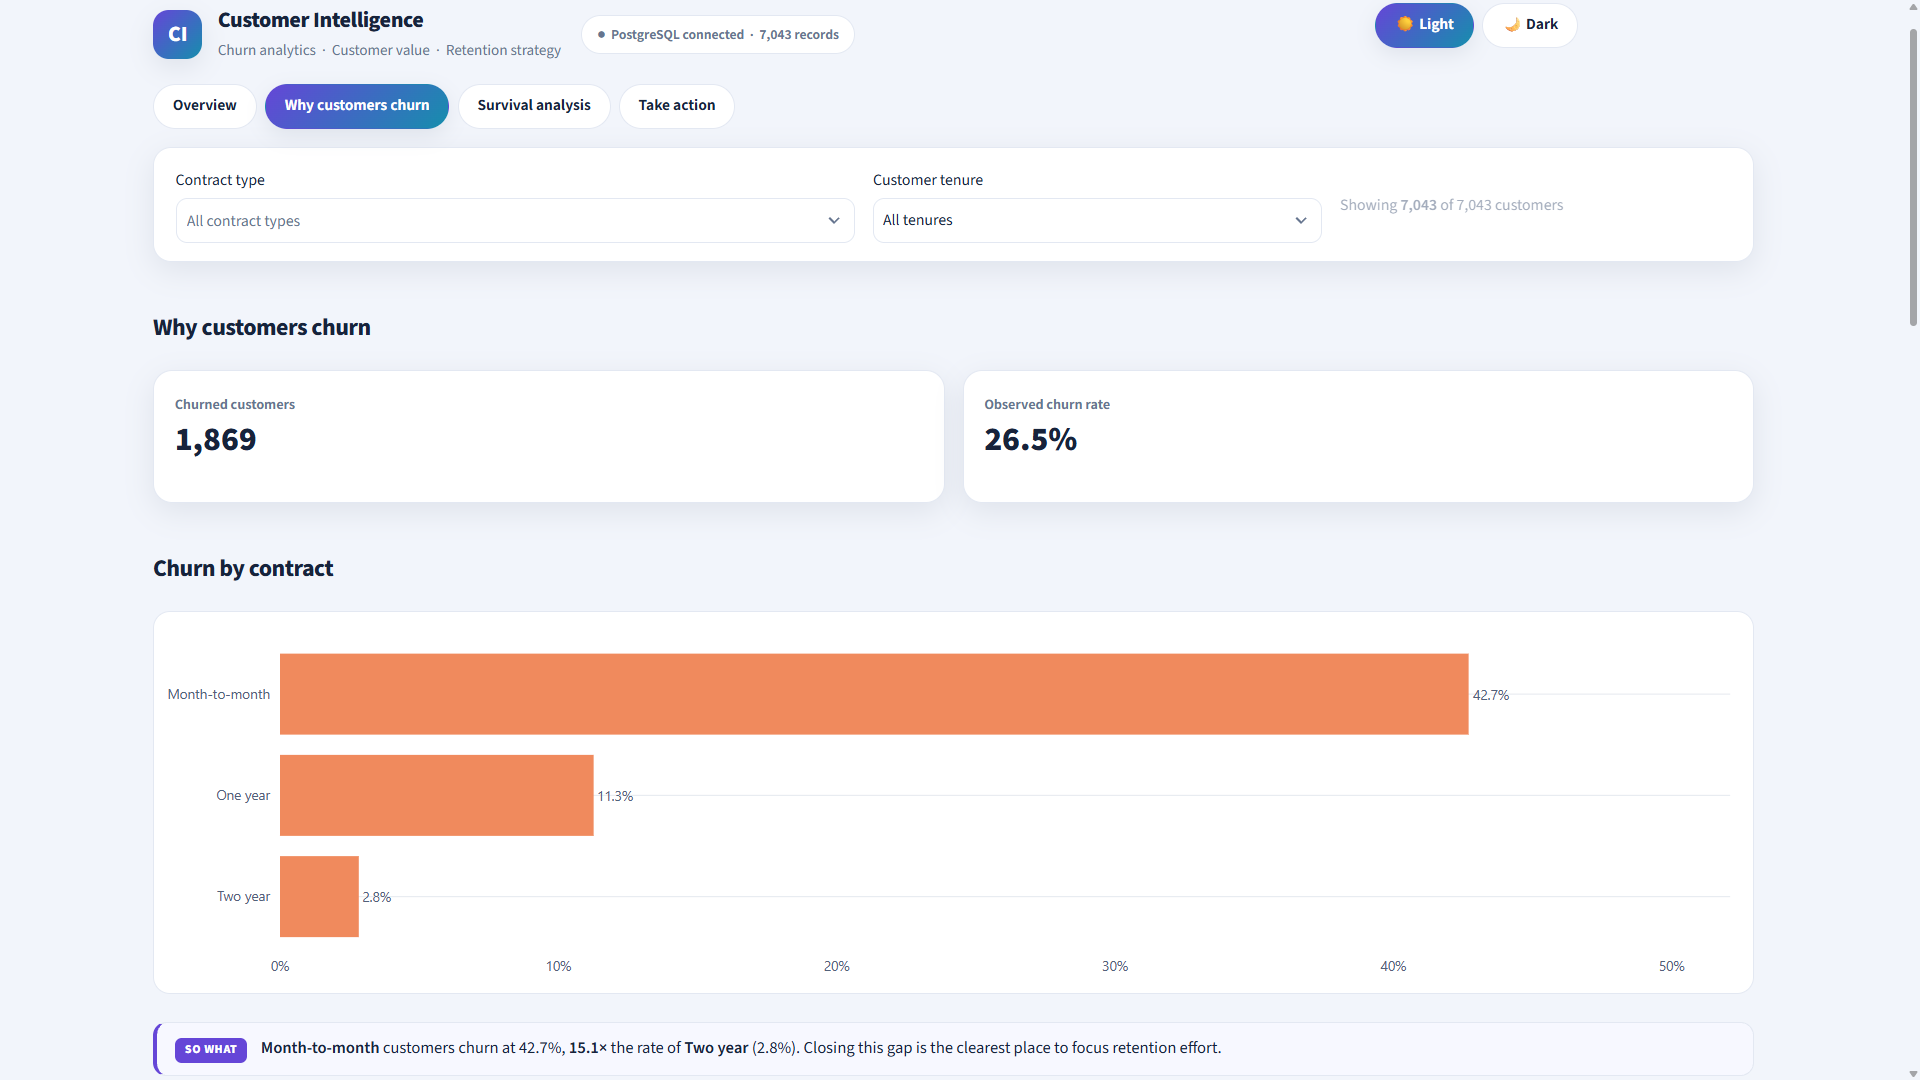 CI
Customer Intelligence
Churn analytics · Customer value · Retention strategy
PostgreSQL connected · 7,043 records
Light
Dark
Overview
Why customers churn
Survival analysis
Take action
Contract type
Customer tenure
All contract types
All tenures
Showing 7,043 of 7,043 customers
Why customers churn
Churned customers
1,869
Observed churn rate
26.5%
Churn by contract
Month-to-month
42.7%
One year
11.3%
Two year
2.8%
0%
10%
20%
30%
40%
50%
SO WHAT
Month-to-month customers churn at 42.7%, 15.1× the rate of Two year (2.8%). Closing this gap is the clearest place to focus retention effort.